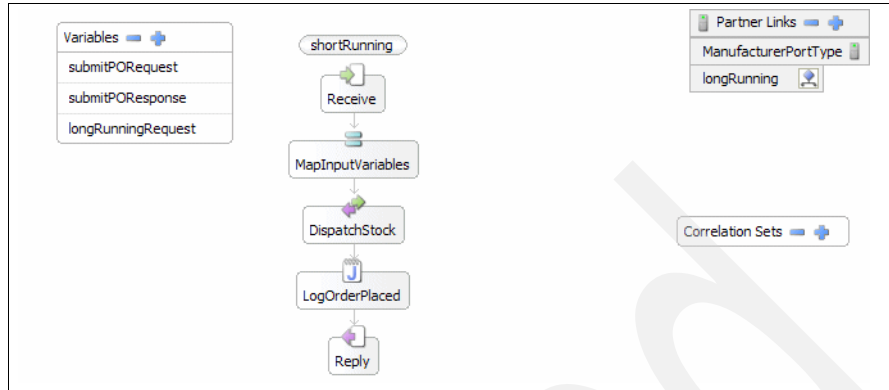 Variables
submitPORequest
submitPOResponse
longRunningRequest
shortRunning
Receive
MapInputVariables
DispatchStock
J
LogOrderPlaced
Reply
Partner Links
ManufacturerPortType
longRunning
Correlation Sets